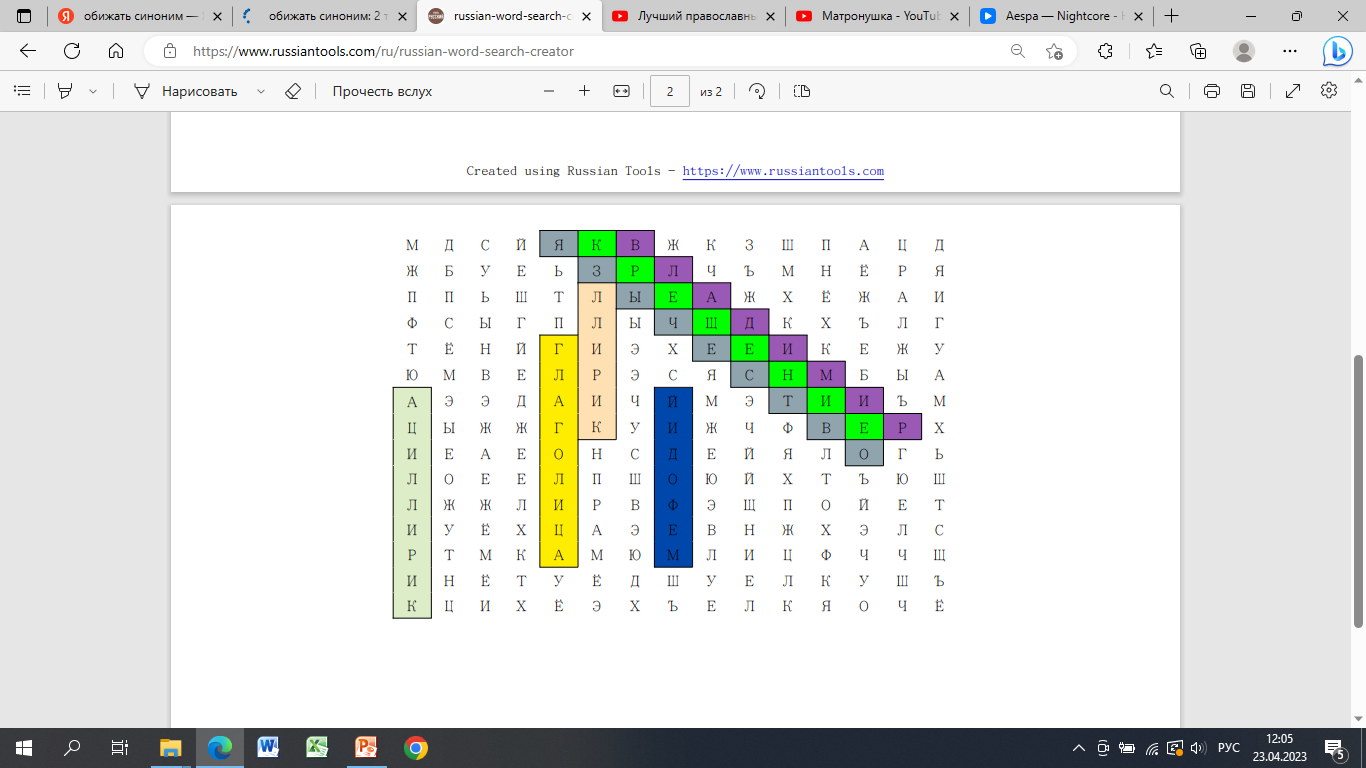 обижать синоним —
обижать синоним: 2 т
russian-word-search-c
Лучший православны
Матронушка - YouTub
Aespa — Nightcore -
https://www.russiantools.com/ru/russian-word-search-creator
Нарисовать
Прочесть вслух
2
из 2
Created using Russian Tools - https://www.russiantools.com
М Д С Й Я К В Ж К З Ш П А Ц Д
Ж Б У Е Ь З Р Л Ч Ъ М Н Ё Р Я
П П Ь Ш Т Л Ы Е А Ж Х Ё Ж А И
Ф С Ы Г П Л Ы Ч Щ Д К Х Ъ Л Г
Т Ё Н Й Г И Э Х Е Е И К Е Ж У
Ю М В Е Л Р Э С Я С Н М Б Ы А
А Э Э Д А И Ч Й М Э Т И И Ъ М
Ц Ы Ж Ж Г К У И Ж Ч Ф В Е Р Х
И Е А Е О Н С Д Е Й Я Л О Г Ь
Л О Е Е Л П Ш О Ю Й Х Т Ъ Ю Ш
Л Ж Ж Л И Р В Ф Э Щ П О Й Е Т
И У Ё Х Ц А Э Е В Н Ж Х Э Л С
Р Т М К А М Ю М Л И Ц Ф Ч Ч Щ
И Н Ё Т У Ё Д Ш У Е Л К У Ш Ъ
К Ц И Х Ё Э Х Ъ Е Л К Я О Ч Ё
РУС
12:05
23.04.2023
5